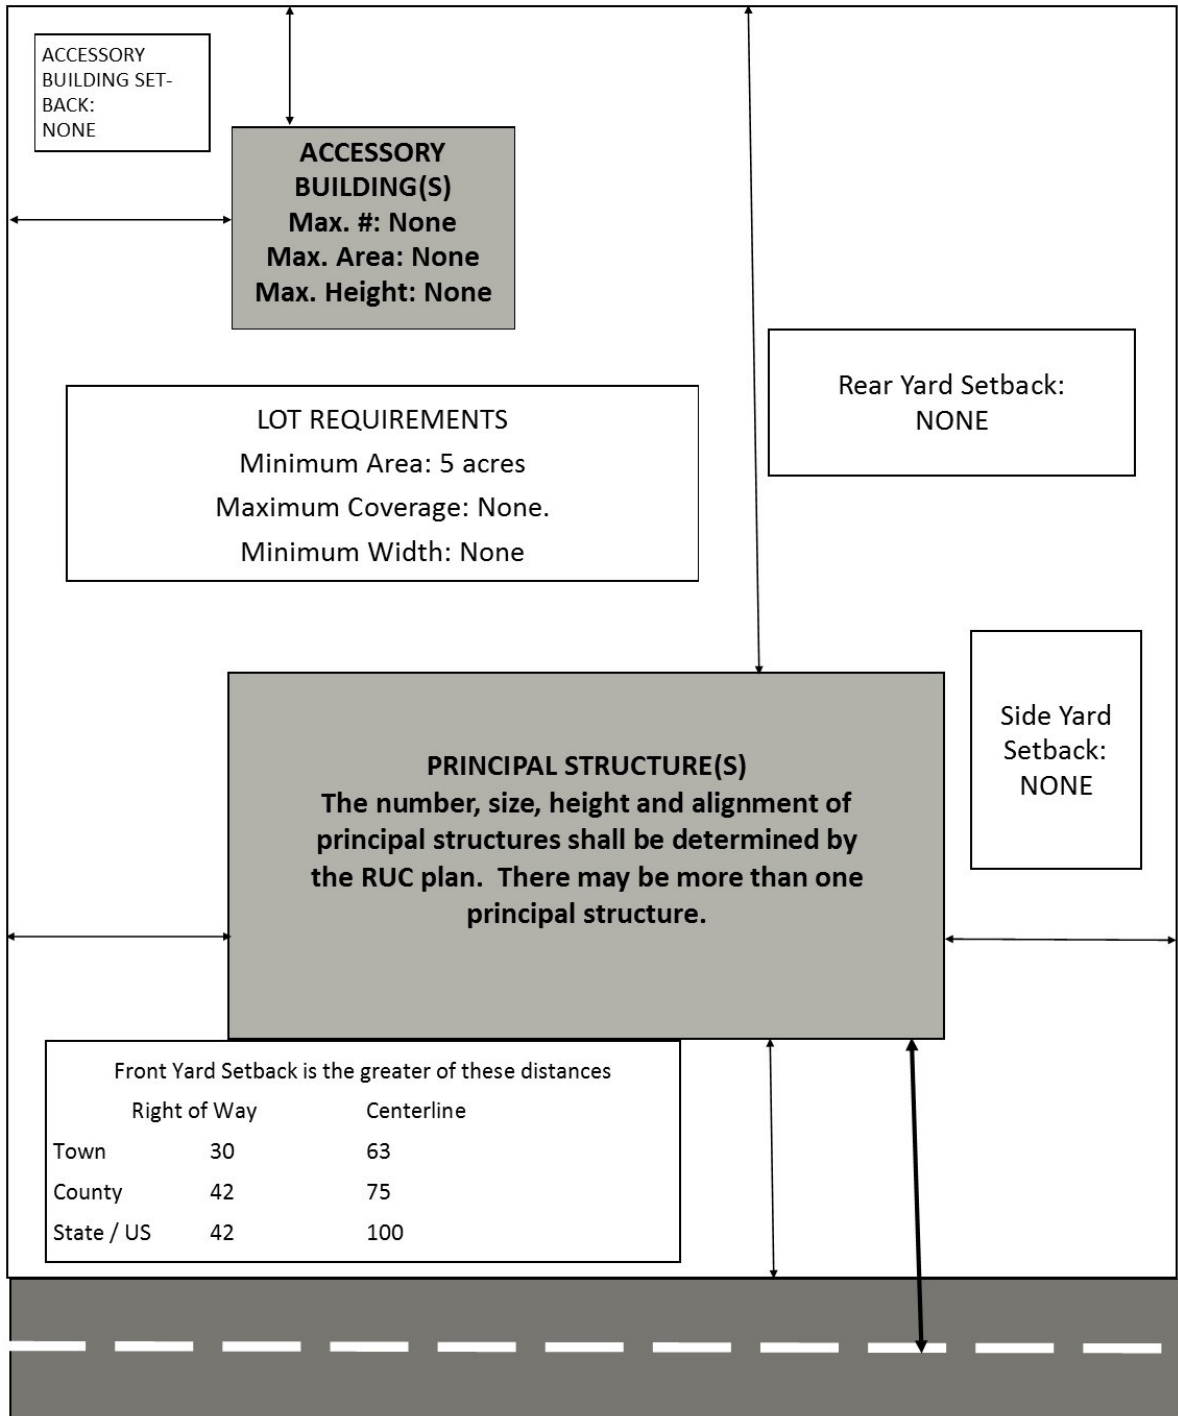 ACCESSORY
BUILDING SET-
BACK:
NONE
ACCESSORY
BUILDING(S)
Max. #: None
Max. Area: None
Max. Height: None
Rear Yard Setback:
NONE
LOT REQUIREMENTS
Minimum Area: 5 acres
Maximum Coverage: None.
Minimum Width: None
Side Yard
Setback:
NONE
PRINCIPAL STRUCTURE(S)
The number, size, height and alignment of
principal structures shall be determined by
the RUC plan.  There may be more than one
principal structure.
Front Yard Setback is the greater of these distances
Right of Way Centerline
Town 30 63
County 42 75
State / US 42 100